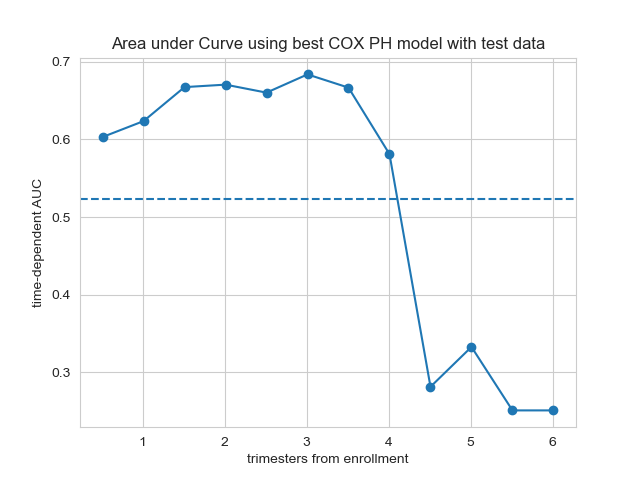 Area under Curve using best COX PH model with test data
time-dependent AUC
0.7
0.6
0.5
0.4
0.3
1 2 3 4 5 6
trimesters from enrollment